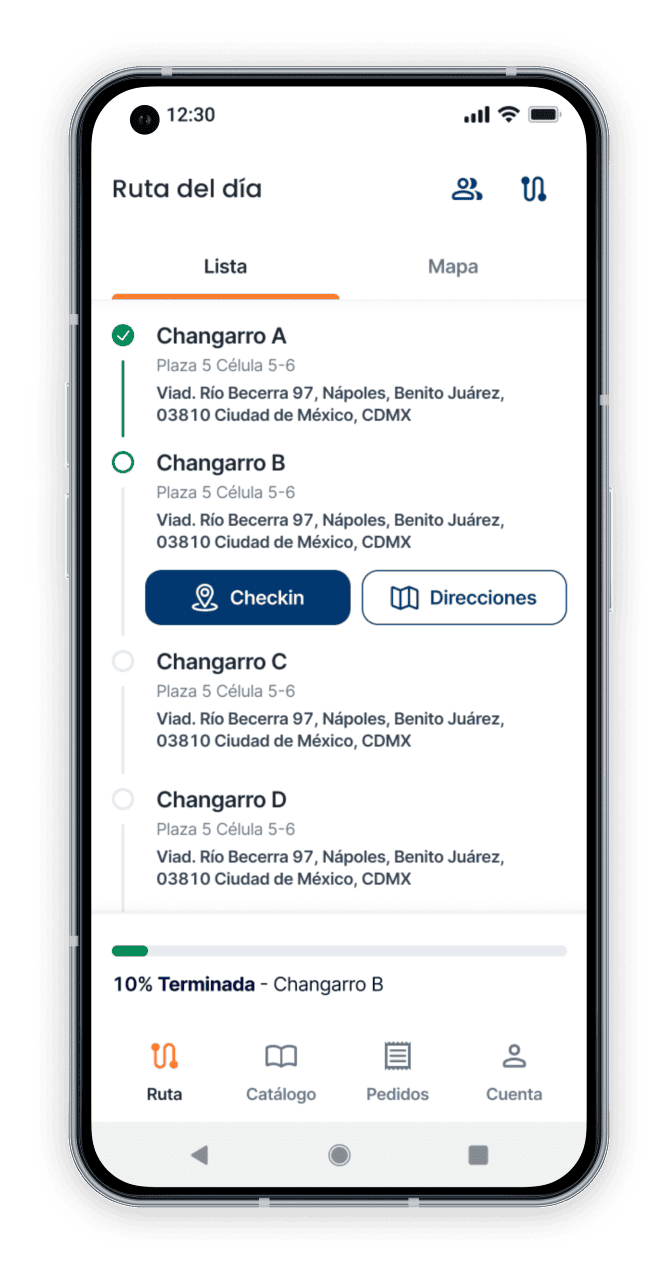 12:30
Ruta del día
Lista
Mapa
Changarro A
Plaza 5 Célula 5-6
Viad. Río Becerra 97, Nápoles, Benito Juárez,
03810 Ciudad de México, CDMX
Changarro B
Plaza 5 Célula 5-6
Viad. Río Becerra 97, Nápoles, Benito Juárez,
03810 Ciudad de México, CDMX
Checkin
Direcciones
Changarro C
Plaza 5 Célula 5-6
Viad. Río Becerra 97, Nápoles, Benito Juárez,
03810 Ciudad de México, CDMX
Changarro D
Plaza 5 Célula 5-6
Viad. Río Becerra 97, Nápoles, Benito Juárez,
03810 Ciudad de México, CDMX
10% Terminada - Changarro B
Ruta
Catálogo
Pedidos
Cuenta